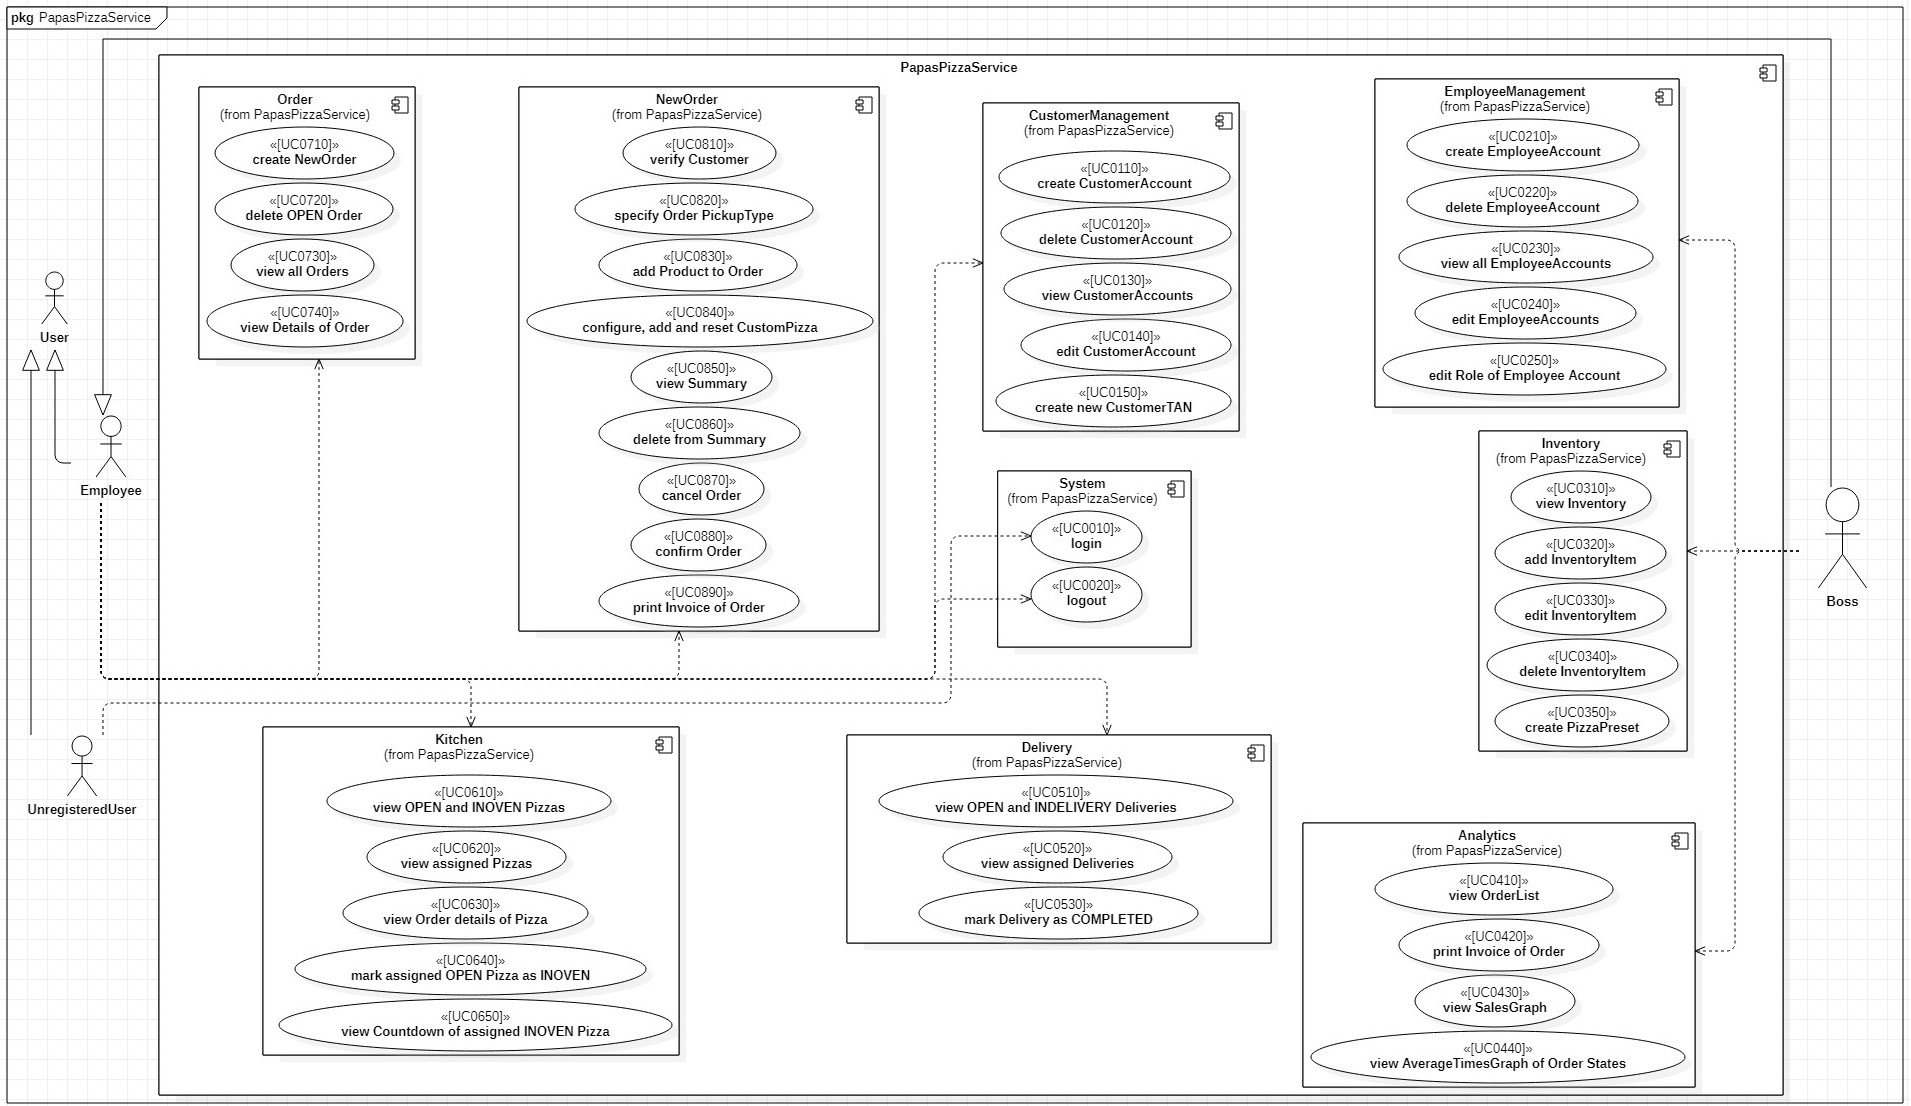 pkg PapasPizzaService
PapasPizzaService
Order
(from PapasPizzaService)
«[UC0710]»
create NewOrder
«[UC0720]»
delete OPEN Order
«[UC0730]»
view all Orders
«[UC0740]»
view Details of Order
NewOrder
(from PapasPizzaService)
«[UC0810]»
verify Customer
«[UC0820]»
specify Order PickupType
«[UC0830]»
add Product to Order
«[UC0840]»
configure, add and reset CustomPizza
«[UC0850]»
view Summary
«[UC0860]»
delete from Summary
«[UC0870]»
cancel Order
«[UC0880]»
confirm Order
«[UC0890]»
print Invoice of Order
CustomerManagement
(from PapasPizzaService)
«[UC0110]»
create CustomerAccount
«[UC0120]»
delete CustomerAccount
«[UC0130]»
view CustomerAccounts
«[UC0140]»
edit CustomerAccount
«[UC0150]»
create new CustomerTAN
EmployeeManagement
(from PapasPizzaService)
«[UC0210]»
create EmployeeAccount
«[UC0220]»
delete EmployeeAccount
«[UC0230]»
view all EmployeeAccounts
«[UC0240]»
edit EmployeeAccounts
«[UC0250]»
edit Role of Employee Account
User
Employee
System
(from PapasPizzaService)
«[UC0010]»
login
«[UC0020]»
logout
Inventory
(from PapasPizzaService)
«[UC0310]»
view Inventory
«[UC0320]»
add InventoryItem
«[UC0330]»
edit InventoryItem
«[UC0340]»
delete InventoryItem
«[UC0350]»
create PizzaPreset
Boss
UnregisteredUser
Kitchen
(from PapasPizzaService)
«[UC0610]»
view OPEN and INOVEN Pizzas
«[UC0620]»
view assigned Pizzas
«[UC0630]»
view Order details of Pizza
«[UC0640]»
mark assigned OPEN Pizza as INOVEN
«[UC0650]»
view Countdown of assigned INOVEN Pizza
Delivery
(from PapasPizzaService)
«[UC0510]»
view OPEN and INDELIVERY Deliveries
«[UC0520]»
view assigned Deliveries
«[UC0530]»
mark Delivery as COMPLETED
Analytics
(from PapasPizzaService)
«[UC0410]»
view OrderList
«[UC0420]»
print Invoice of Order
«[UC0430]»
view SalesGraph
«[UC0440]»
view AverageTimesGraph of Order States